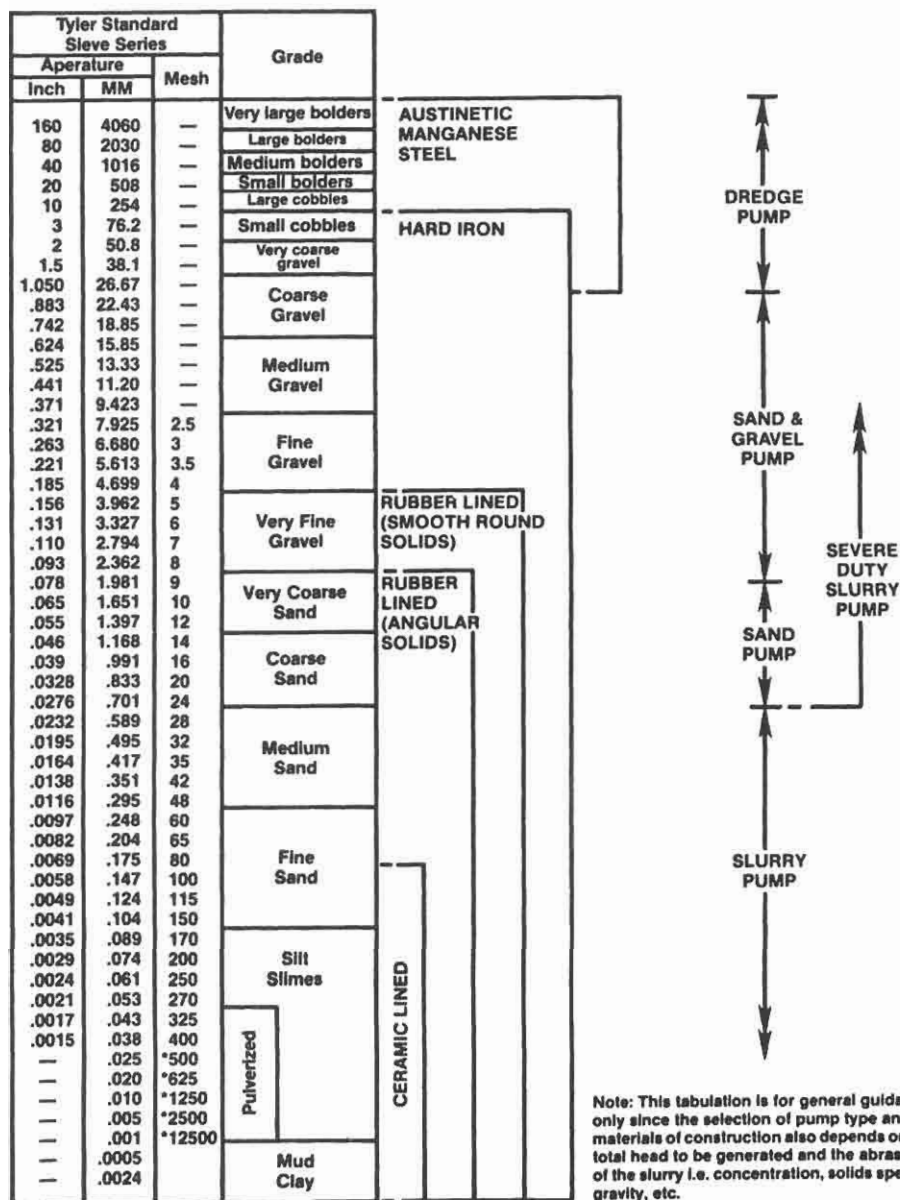 Tyler Standard
Sieve Series
Aperature
Mesh
Grade
Inch MM
160 4060 —
80 2030 —
40 1016 —
20 508 —
10 254 —
3 76.2 —
2 50.8 —
1.5 38.1 —
1.050 26.67 —
.883 22.43 —
.742 18.85 —
.624 15.85 —
.525 13.33 —
.441 11.20 —
.371 9.423 —
.321 7.925 2.5
.263 6.680 3
.221 5.613 3.5
.185 4.699 4
.156 3.962 5
.131 3.327 6
.110 2.794 7
.093 2.362 8
.078 1.981 9
.065 1.651 10
.055 1.397 12
.046 1.168 14
.039 .991 16
.0328 .833 20
.0276 .701 24
.0232 .589 28
.0195 .495 32
.0164 .417 35
.0138 .351 42
.0116 .295 48
.0097 .248 60
.0082 .204 65
.0069 .175 80
.0058 .147 100
.0049 .124 115
.0041 .104 150
.0035 .089 170
.0029 .074 200
.0024 .061 250
.0021 .053 270
.0017 .043 325
.0015 .038 400
— .025 *500
— .020 *625
— .010 *1250
— .005 *2500
— .001 *12500
— .0005
— .0024
Very large bolders
Large bolders
Medium bolders
Small bolders
Large cobbles
Small cobbles
Very coarse
gravel
Coarse
Gravel
Medium
Gravel
Fine
Gravel
Very Fine
Gravel
Very Coarse
Sand
Coarse
Sand
Medium
Sand
Fine
Sand
Silt
Slimes
Pulverized
Mud
Clay
AUSTINETIC
MANGANESE
STEEL
HARD IRON
RUBBER LINED
(SMOOTH ROUND
SOLIDS)
RUBBER
LINED
(ANGULAR
SOLIDS)
CERAMIC LINED
DREDGE
PUMP
SAND &
GRAVEL
PUMP
SEVERE
DUTY
SLURRY
PUMP
SAND
PUMP
SLURRY
PUMP
Note: This tabulation is for general guida
only since the selection of pump type an
materials of construction also depends o
total head to be generated and the abras
of the slurry i.e. concentration, solids spe
gravity, etc.